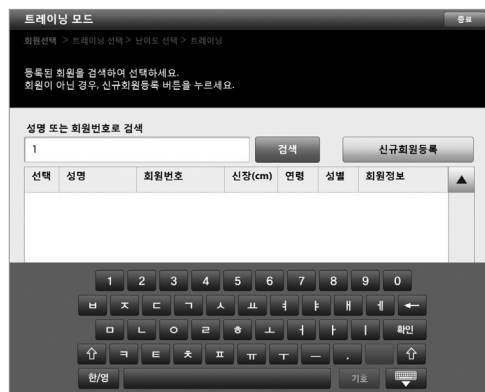 트레이닝 모드
종료
회원선택 > 트레이닝 선택 > 난이도 선택 > 트레이닝
등록된 회원을 검색하여 선택하세요.
회원이 아닌 경우, 신규회원등록 버튼을 누르세요.
성명 또는 회원번호로 검색
1 검색 신규회원등록
선택 성명 회원번호 신장(cm) 연령 성별 회원정보
1 2 3 4 5 6 7 8 9 0
ㅂ ㅈ ㄷ ㄱ ㅅ ㅛ ㅕ ㅑ ㅐ ㅔ
ㅁ ㄴ ㅇ ㄹ ㅎ ㅗ ㅓ ㅏ ㅣ 확인
ㅋ ㅌ ㅊ ㅍ ㅠ ㅜ ㅡ .
한/영 기호